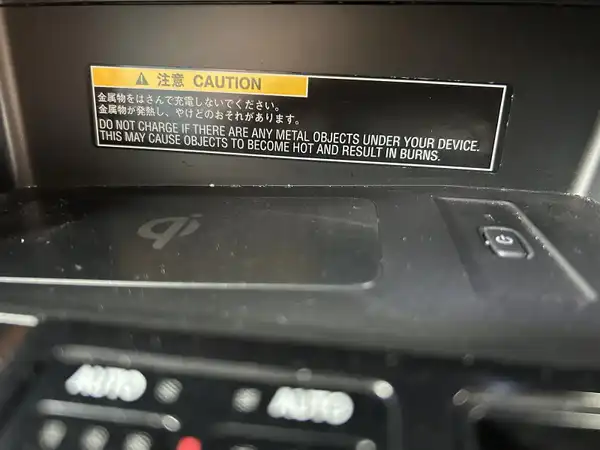 注意 CAUTION
金属物をはさんで充電しないでください。
金属物が発熱し、やけどのおそれがあります。
DO NOT CHARGE IF THERE ARE ANY METAL OBJECTS UNDER YOUR DEVICE.
THIS MAY CAUSE OBJECTS TO BECOME HOT AND RESULT IN BURNS.
qi
AUTO AUTO